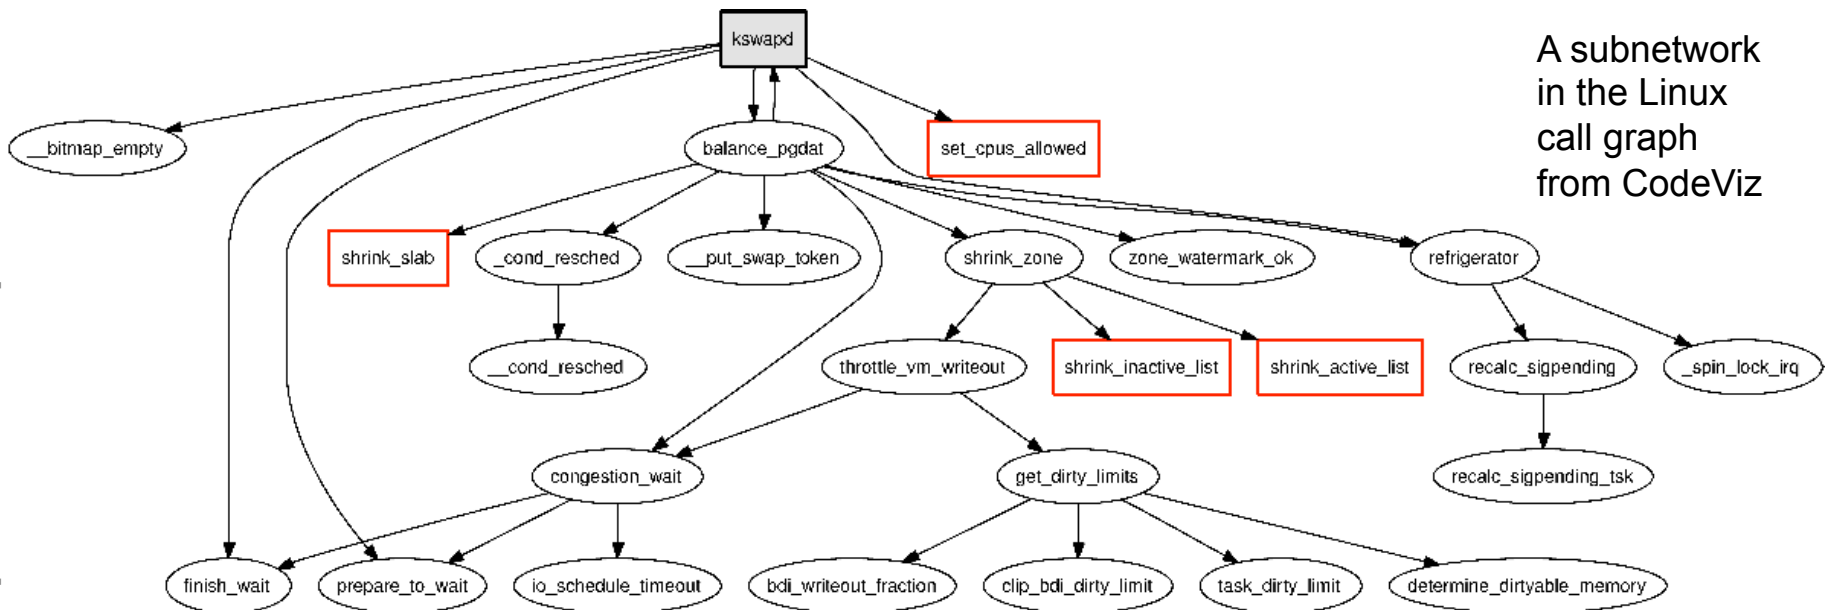 kswapd
A subnetwork
in the Linux
call graph
from CodeViz
__bitmap_empty
balance_pgdat
set_cpus_allowed
shrink_slab
_cond_resched
__put_swap_token
shrink_zone
zone_watermark_ok
refrigerator
__cond_resched
throttle_vm_writeout
shrink_inactive_list
shrink_active_list
recalc_sigpending
_spin_lock_irq
congestion_wait
get_dirty_limits
recalc_sigpending_tsk
finish_wait
prepare_to_wait
io_schedule_timeout
bdi_writeout_fraction
clip_bdi_dirty_limit
task_dirty_limit
determine_dirtyable_memory